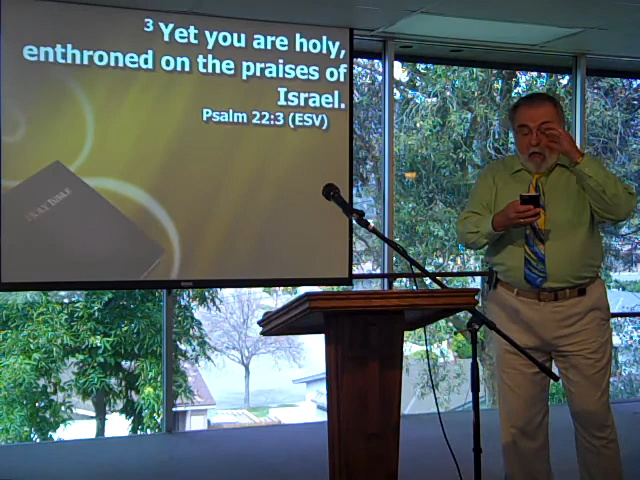 3 Yet you are holy,
enthroned on the praises of
Israel.
Psalm 22:3 (ESV)
HOLY BIBLE